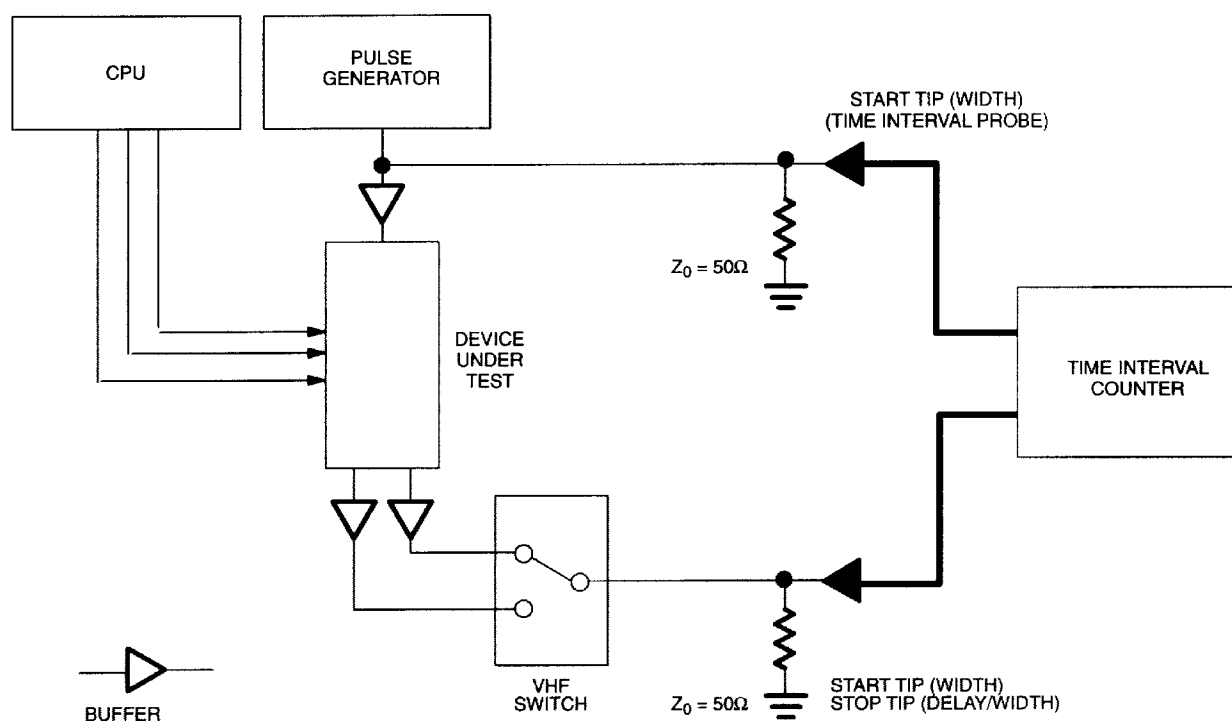 CPU
PULSE
GENERATOR
START TIP (WIDTH)
(TIME INTERVAL PROBE)
Z0 = 50Ω
DEVICE
UNDER
TEST
TIME INTERVAL
COUNTER
VHF
SWITCH
Z0 = 50Ω
START TIP (WIDTH)
STOP TIP (DELAY/WIDTH)
BUFFER